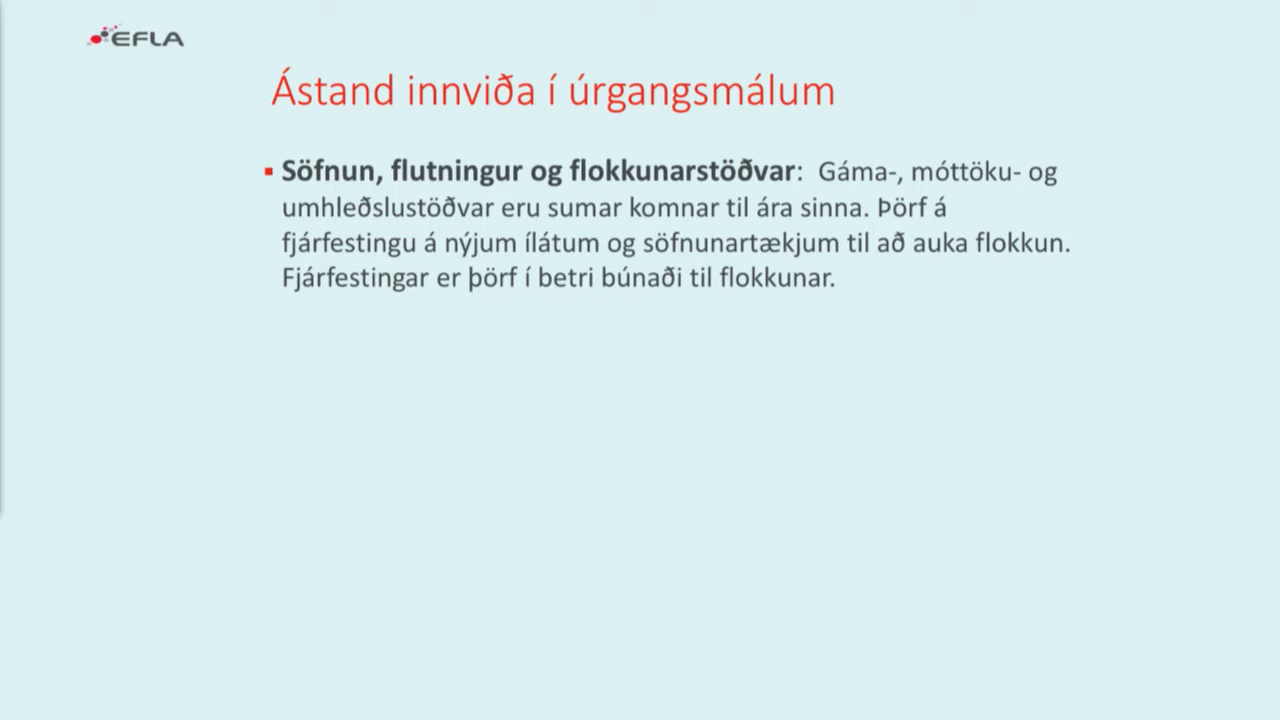 EFLA
Ástand innviða í úrgangsmálum
▪ Söfnun, flutningur og flokkunarstöðvar: Gáma-, móttöku- og
umhleðslustöðvar eru sumar komnar til ára sinna. Þörf á
fjárfestingu á nýjum ílátum og söfnunartækjum til að auka flokkun.
Fjárfestingar er þörf í betri búnaði til flokkunar.